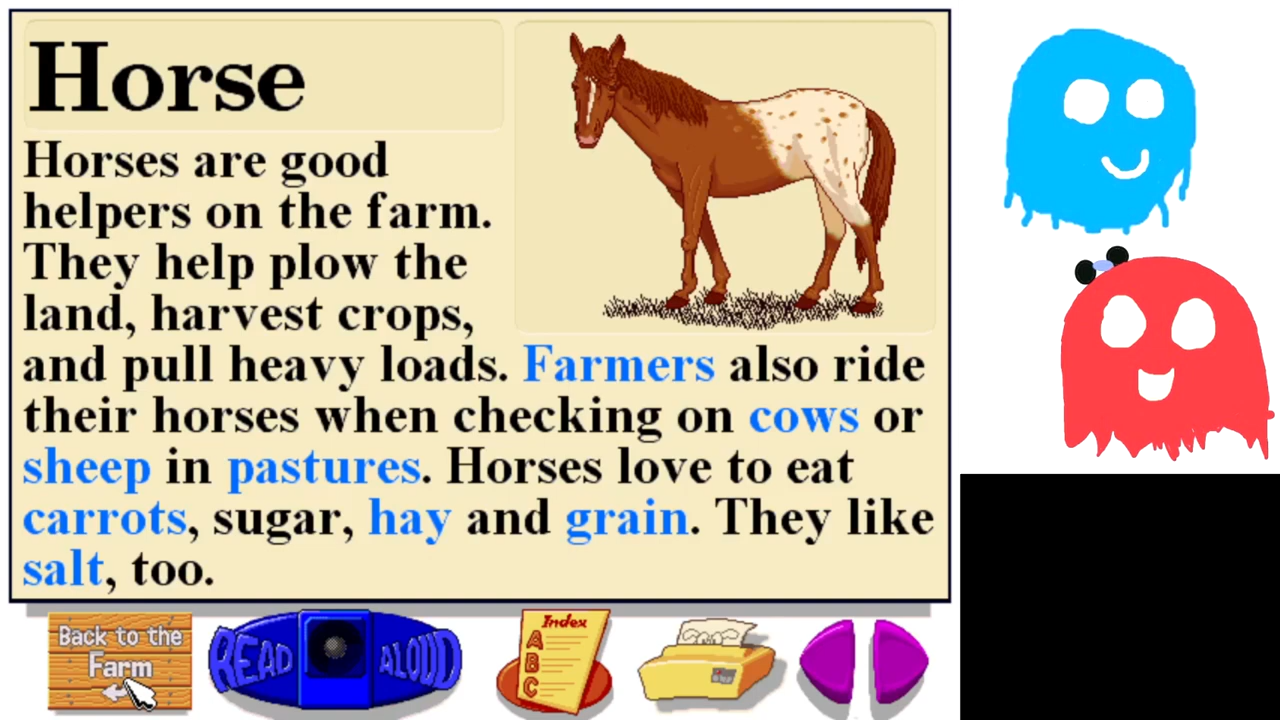 Horse
Horses are good
helpers on the farm.
They help plow the
land, harvest crops,
and pull heavy loads. Farmers also ride
their horses when checking on cows or
sheep in pastures. Horses love to eat
carrots, sugar, hay and grain. They like
salt, too.
Back to the
Farm
READ ALOUD
Index
A
B
C